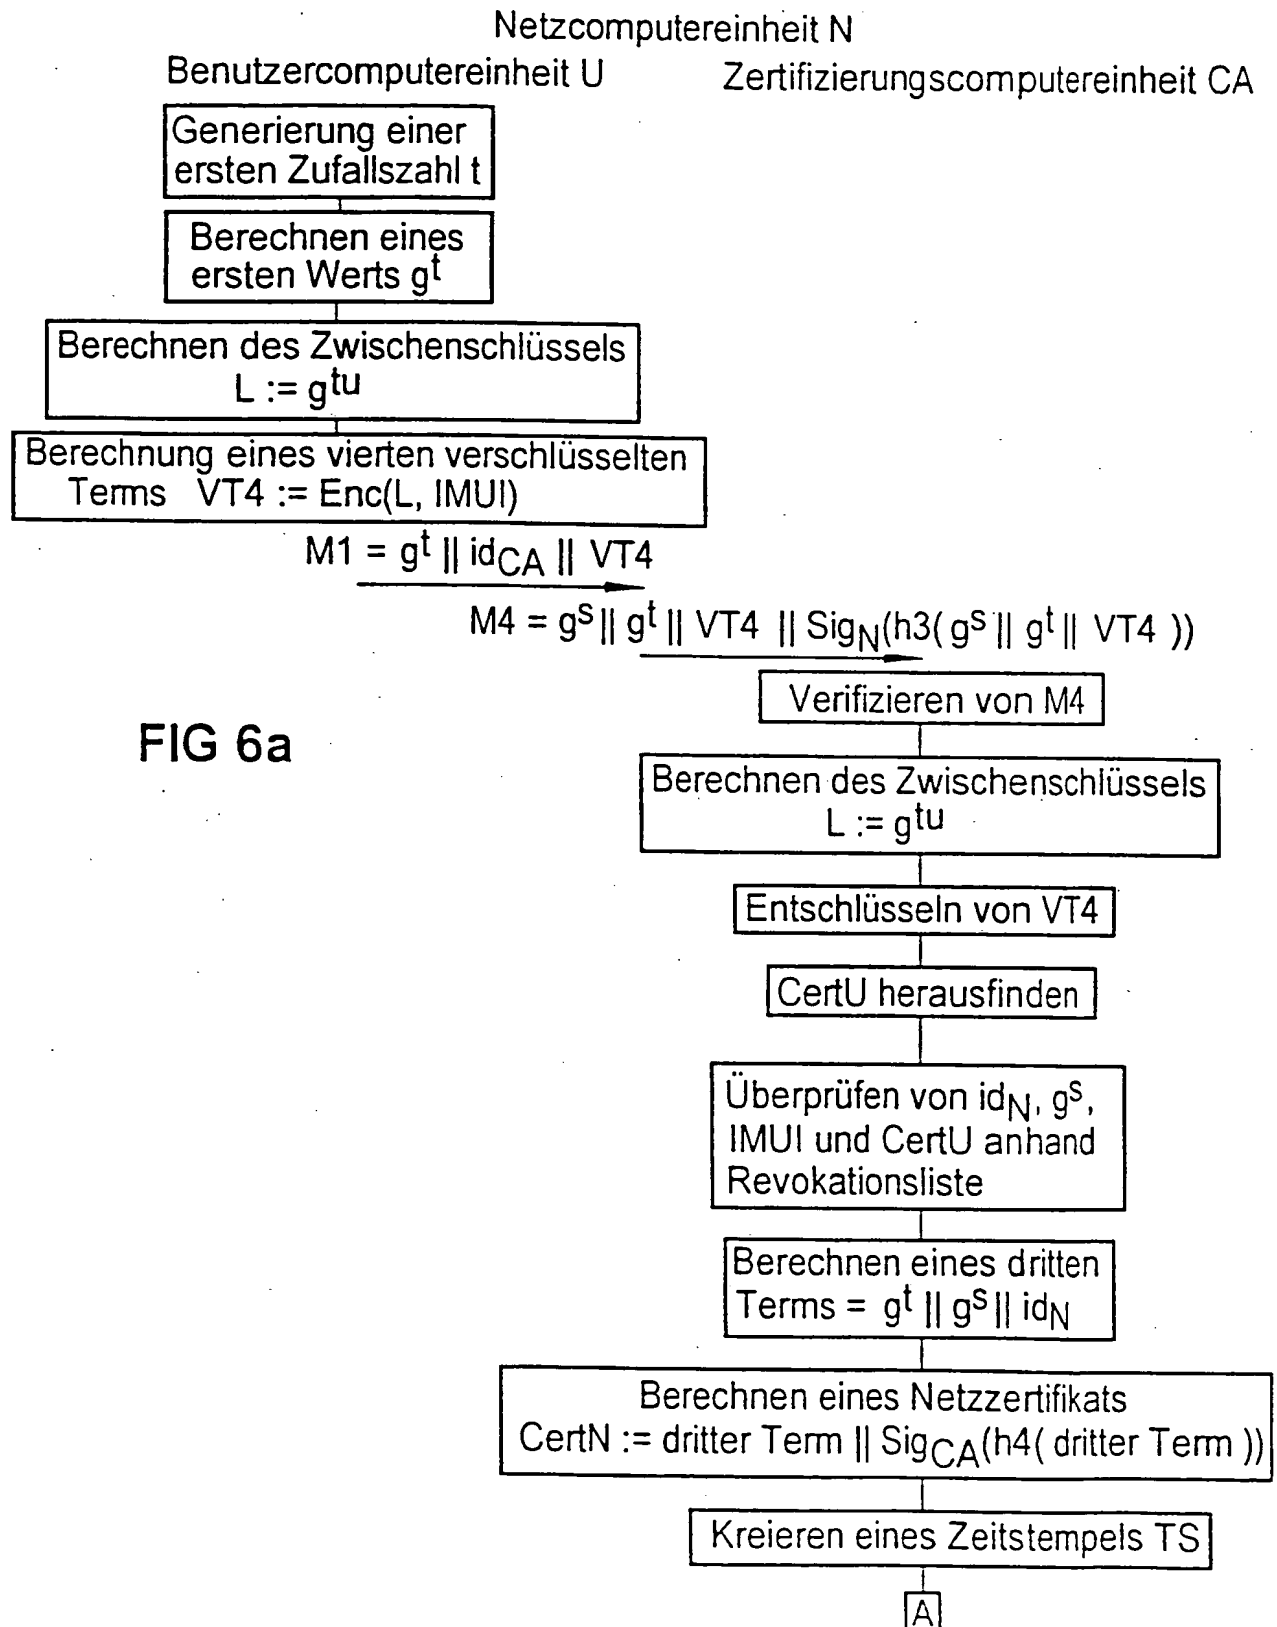 Netzcomputereinheit N
Benutzercomputereinheit U
Zertifizierungscomputereinheit CA
Generierung einer
ersten Zufallszahl t
Berechnen eines
ersten Werts g^t
Berechnen des Zwischenschlüssels
L := g^tu
Berechnung eines vierten verschlüsselten
Terms VT4 := Enc(L, IMUI)
M1 = g^t || id_CA || VT4
M4 = g^s || g^t || VT4 || Sig_N(h3( g^s || g^t || VT4 ))
Verifizieren von M4
FIG 6a
Berechnen des Zwischenschlüssels
L := g^tu
Entschlüsseln von VT4
CertU herausfinden
Überprüfen von id_N, g^s,
IMUI und CertU anhand
Revokationsliste
Berechnen eines dritten
Terms = g^t || g^s || id_N
Berechnen eines Netzzertifikats
CertN := dritter Term || Sig_CA(h4( dritter Term ))
Kreieren eines Zeitstempels TS
A